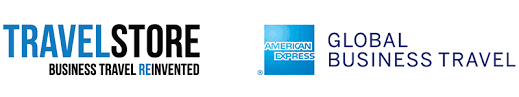 TRAVELSTORE
BUSINESS TRAVEL REINVENTED
AMERICAN
EXPRESS
®
GLOBAL
BUSINESS TRAVEL